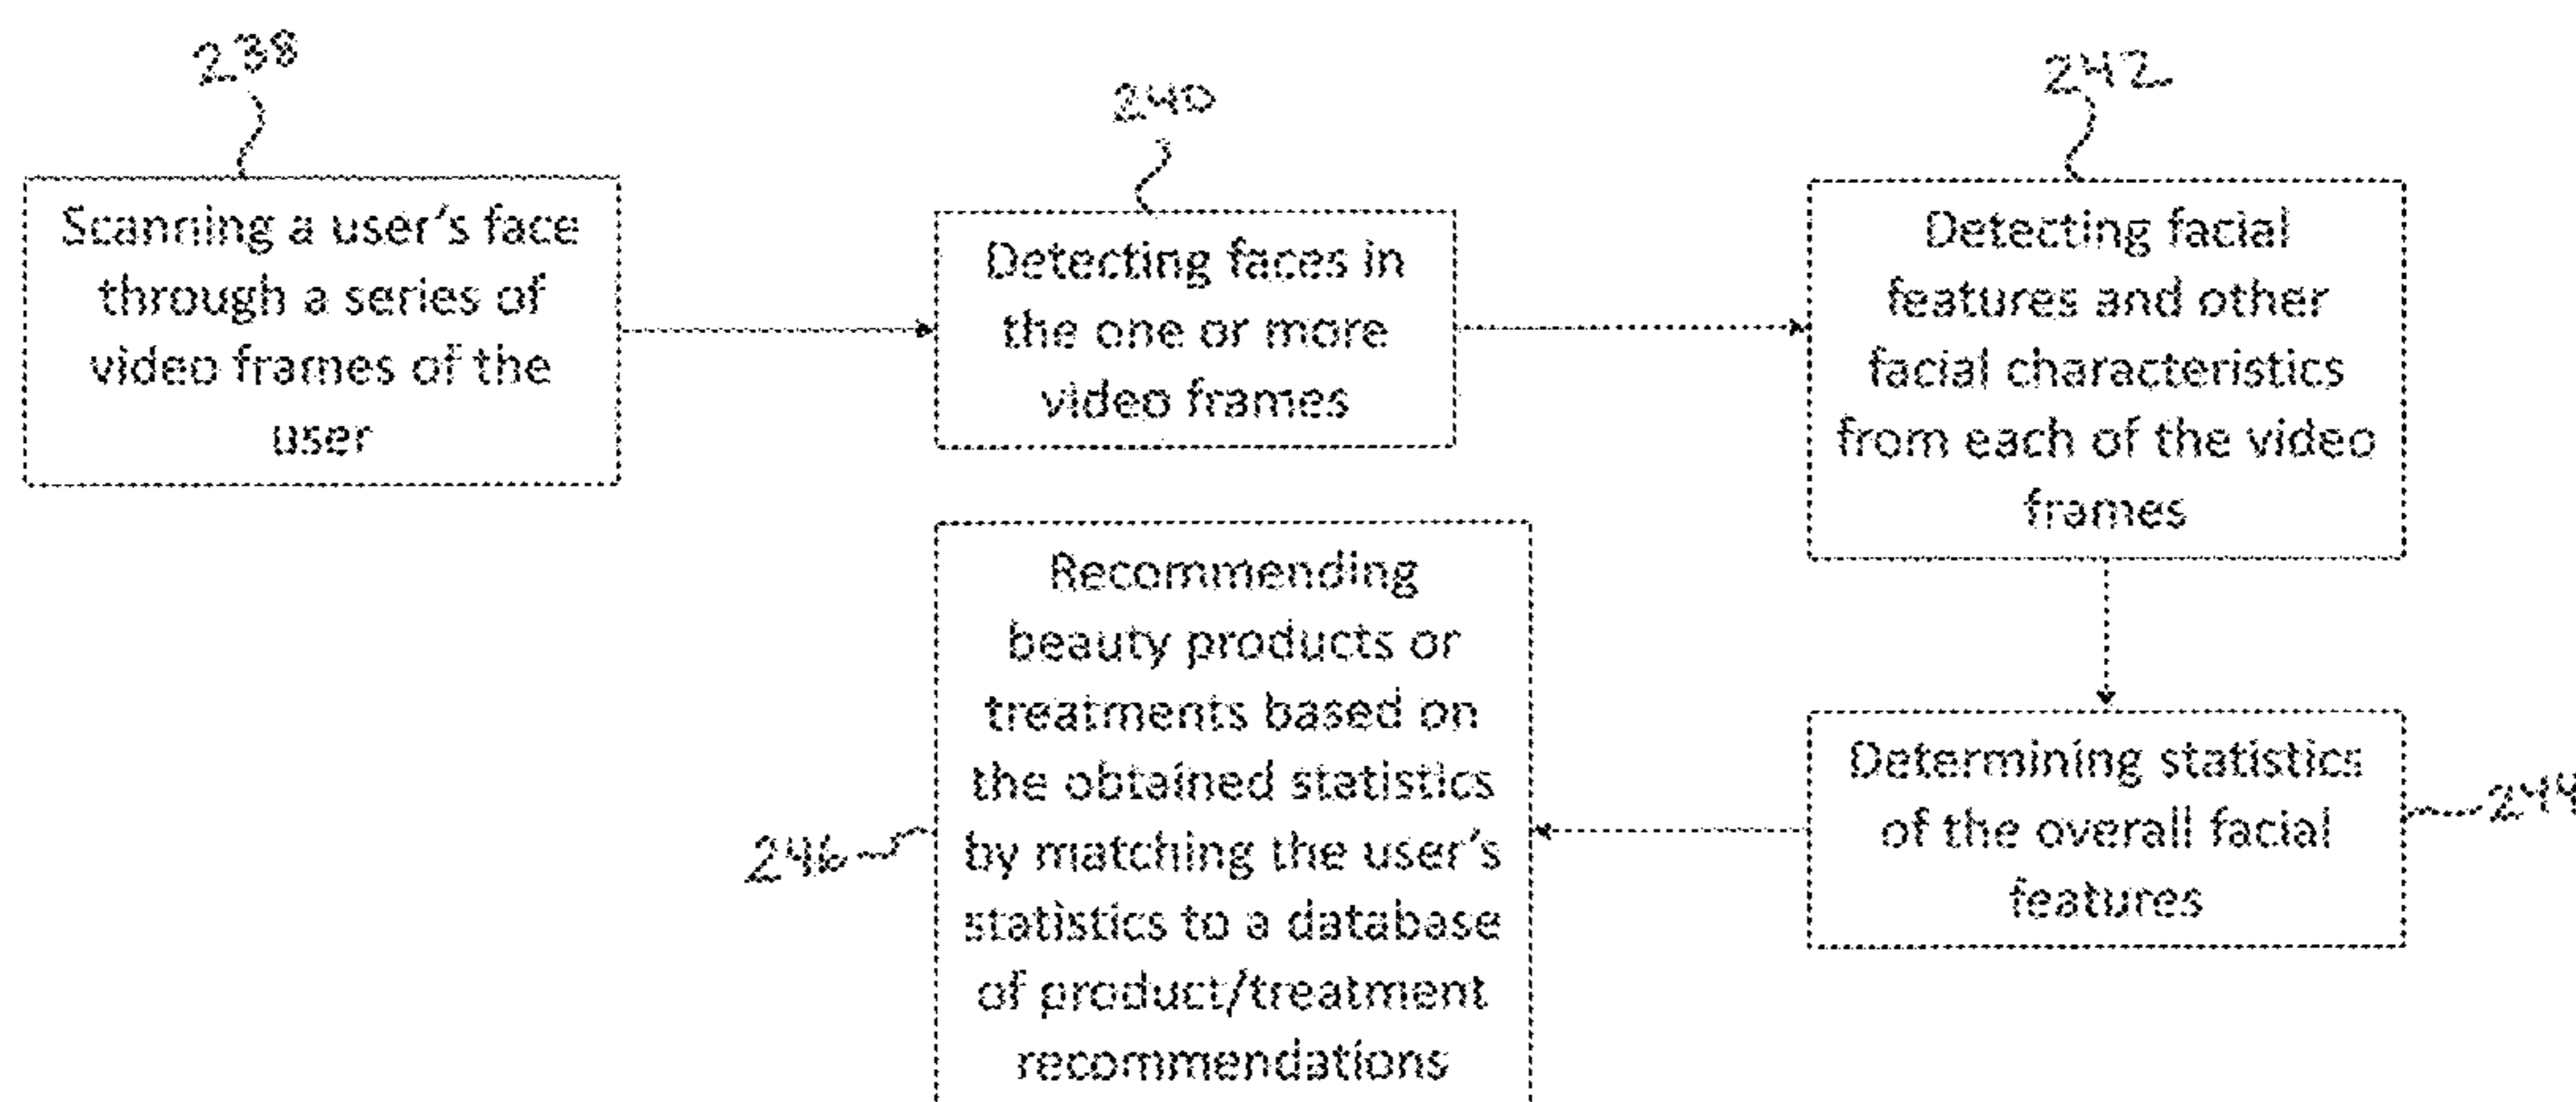 238
Scanning a user's face
through a series of
video frames of the
user
240
Detecting faces in
the one or more
video frames
242
Detecting facial
features and other
facial characteristics
from each of the video
frames
Determining statistics
of the overall facial
features
244
Recommending
beauty products or
treatments based on
the obtained statistics
by matching the user's
statistics to a database
of product/treatment
recommendations
246